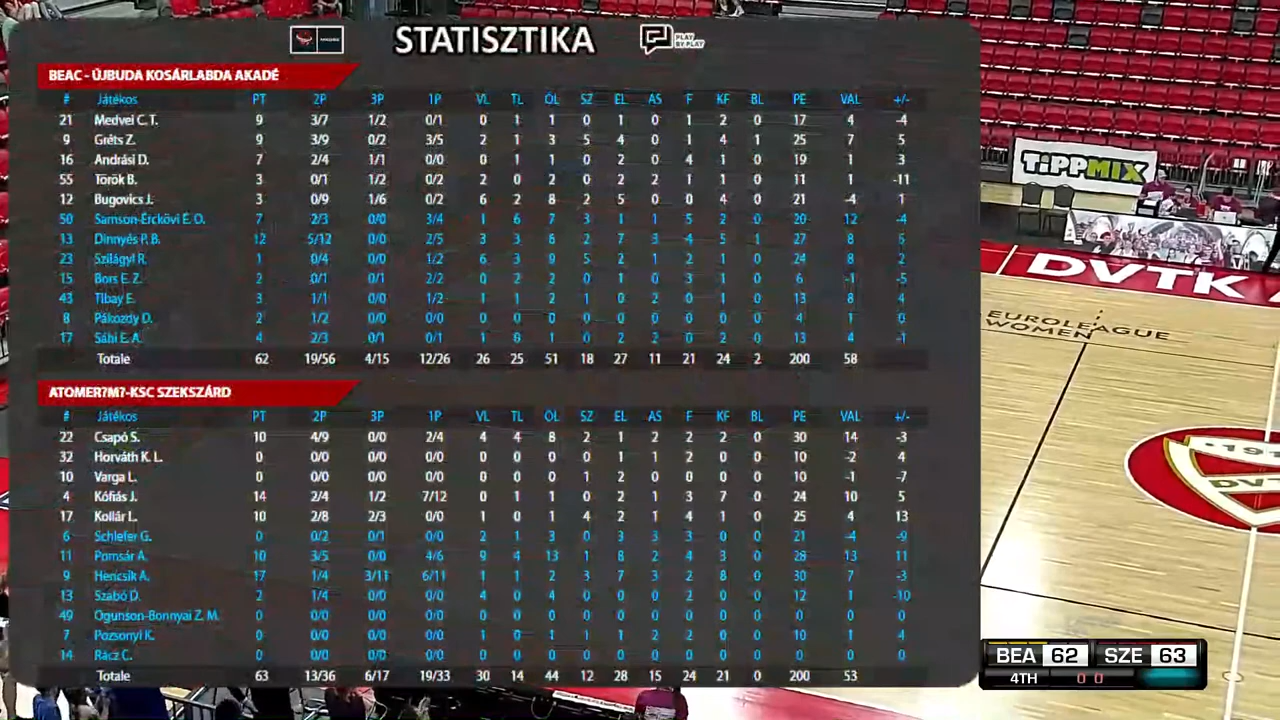 STATISZTIKA PLAY BY PLAY
BEAC - ÚJBUDA KOSÁRLABDA AKADÉ
# Játékos PT 2P 3P 1P VL TL ÖL SZ EL AS F KF BL PE VAL +/-
21 Medvei C. T. 9 3/7 1/2 0/1 0 1 1 0 1 0 1 2 0 17 4 -4
9 Gréts Z. 9 3/9 0/2 3/5 2 1 3 5 4 0 1 4 1 25 7 5
16 Andrási D. 7 2/4 1/1 0/0 0 1 1 0 2 0 4 1 0 19 1 3
55 Török B. 3 0/1 1/2 0/2 2 0 2 0 2 2 1 1 0 11 1 -11
12 Bugovics J. 3 0/9 1/6 0/0 6 2 8 2 5 0 0 4 0 21 -4 1
50 Samson-Erckövi E. O. 7 2/3 0/0 3/4 1 6 7 3 1 1 5 2 0 20 12 -4
13 Dinnyés P. B. 12 5/12 0/0 2/5 3 3 6 2 7 3 4 5 1 27 8 5
23 Szilágyi R. 1 0/4 0/0 1/2 6 3 9 5 2 1 2 1 0 24 8 2
15 Bors E. Z. 2 0/1 0/1 2/2 0 2 2 0 1 0 3 1 0 6 -1 -5
43 Tibay E. 3 1/1 0/0 1/2 1 1 2 1 0 2 0 1 0 13 8 4
8 Pákozdy D. 2 1/2 0/0 0/0 0 0 0 0 0 0 0 0 0 4 1 0
17 Sáhi E. A. 4 2/3 0/1 0/1 1 0 1 0 2 2 0 2 0 13 4 -1
Totale 62 19/56 4/15 12/26 26 25 51 18 27 11 21 24 2 200 58
ATOMER?M?-KSC SZEKSZÁRD
# Játékos PT 2P 3P 1P VL TL ÖL SZ EL AS F KF BL PE VAL +/-
22 Csapó S. 10 4/9 0/0 2/4 4 4 8 2 1 2 2 2 0 30 14 -3
32 Horváth K. L. 0 0/0 0/0 0/0 0 0 0 0 1 1 2 0 0 10 -2 4
10 Varga L. 0 0/0 0/0 0/0 0 0 0 1 2 0 0 0 0 10 -1 -7
4 Kófiás J. 14 2/4 1/2 7/12 0 1 1 0 2 1 3 7 0 24 10 5
17 Kollár L. 10 2/8 2/3 0/0 1 0 1 4 2 1 4 1 0 25 4 13
6 Schlefer G. 0 0/2 0/1 0/0 2 1 3 0 3 3 3 0 0 21 -4 -9
11 Pornsár A. 10 3/5 0/0 4/6 9 4 13 1 8 2 4 3 0 28 13 11
9 Hencsik A. 17 1/4 3/11 6/11 1 1 2 3 7 3 2 8 0 30 7 -3
13 Szabó D. 2 1/4 0/0 0/0 4 0 4 0 0 0 2 0 0 12 1 -10
49 Ogunson-Bonnyai Z. M. 0 0/0 0/0 0/0 0 0 0 0 0 0 0 0 0 0 0 0
7 Pozsonyi K. 0 0/0 0/0 0/0 1 0 1 1 1 2 2 0 0 10 1 4
14 Rácz C. 0 0/0 0/0 0/0 0 0 0 0 0 0 0 0 0 0 0 0
Totale 63 13/36 6/17 19/33 30 14 44 12 28 15 24 21 0 200 53
TiPPMIX
DVTK
EUROLEAGUE
WOMEN
191
DVT
BEA 62 SZE 63
4TH 0 0